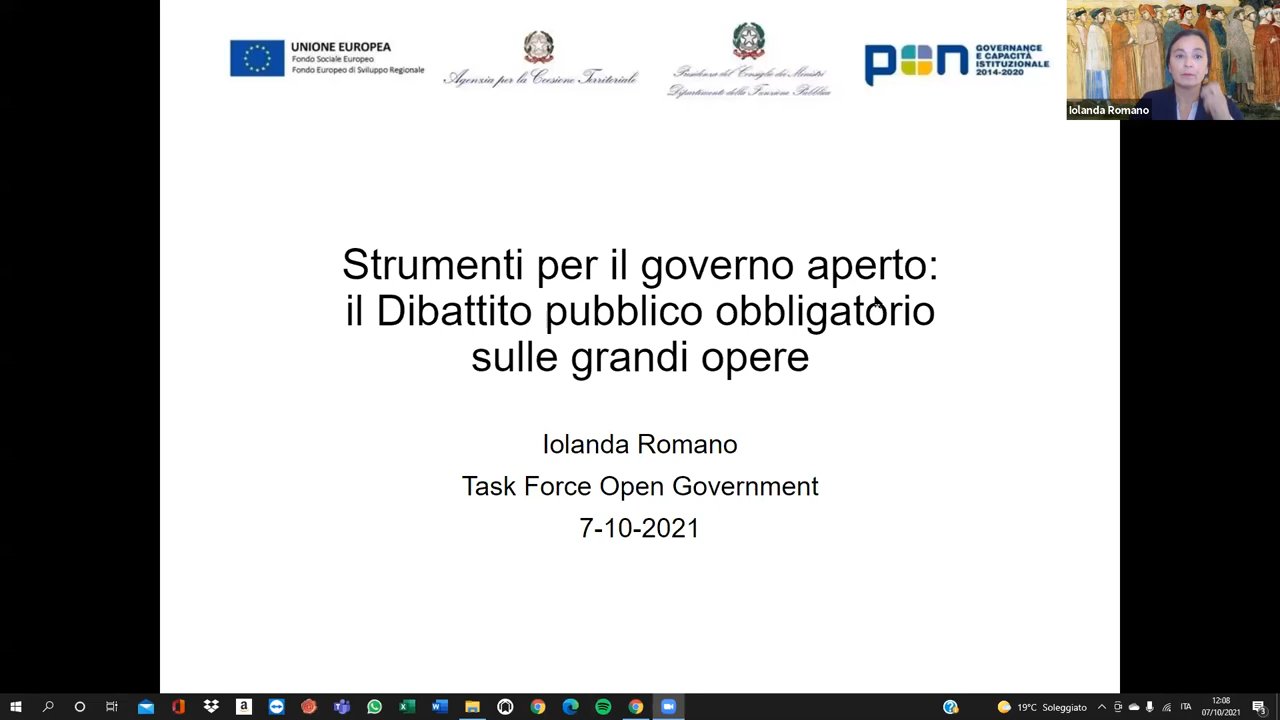 UNIONE EUROPEA
Fondo Sociale Europeo
Fondo Europeo di Sviluppo Regionale
Agenzia per la Coesione Territoriale
Presidenza del Consiglio dei Ministri
Dipartimento della Funzione Pubblica
pon
GOVERNANCE
E CAPACITÀ
ISTITUZIONALE
2014-2020
Iolanda Romano
Strumenti per il governo aperto:
il Dibattito pubblico obbligatorio
sulle grandi opere
Iolanda Romano
Task Force Open Government
7-10-2021
19°C Soleggiato
ITA
12:08
07/10/2021